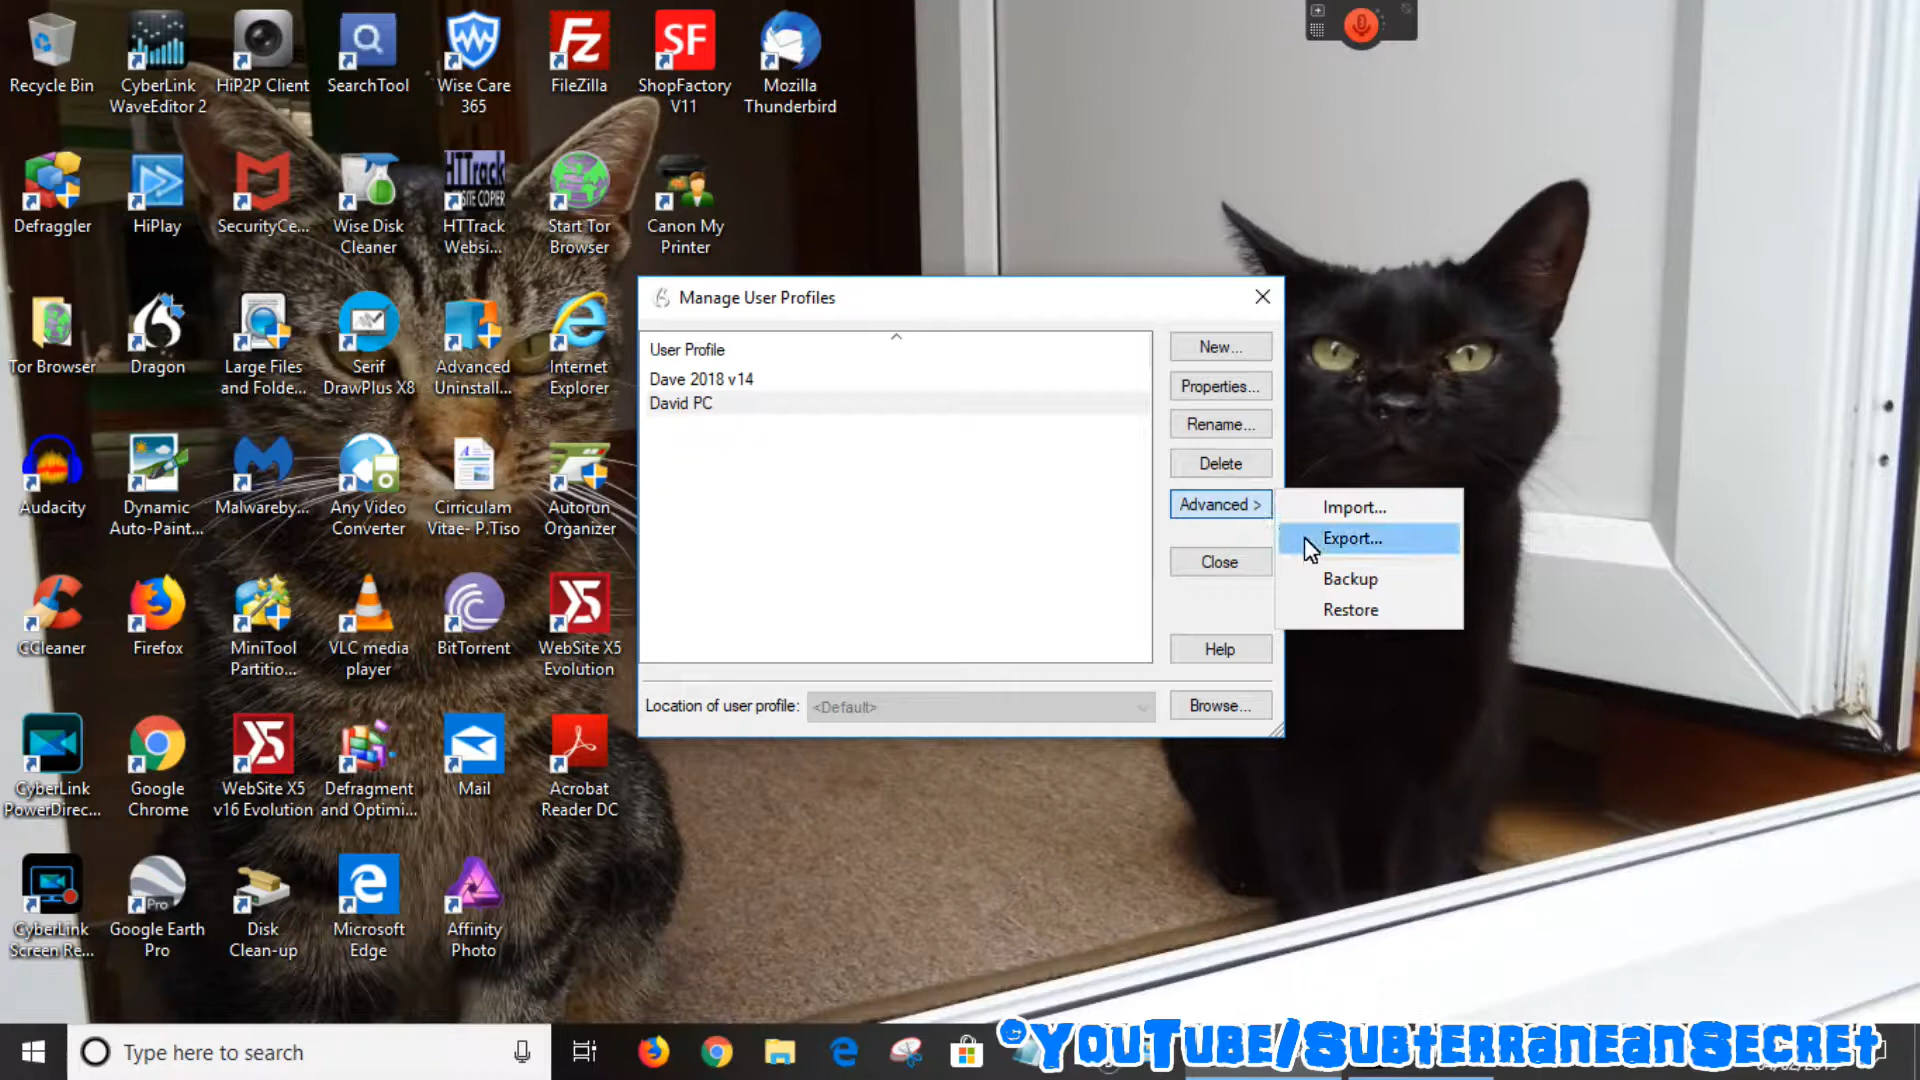 Recycle Bin
CyberLink
WaveEditor 2
HiP2P Client
SearchTool
Wise Care
365
FileZilla
SF
ShopFactory
V11
Mozilla
Thunderbird
Defraggler
HiPlay
SecurityCe...
Wise Disk
Cleaner
HTTrack
SITE COPIER
HTTrack
Websi...
Start Tor
Browser
Canon My
Printer
Tor Browser
Dragon
Large Files
and Folde...
Serif
DrawPlus X8
Advanced
Uninstall...
Internet
Explorer
Audacity
Dynamic
Auto-Paint...
Malwareby...
Any Video
Converter
Cirriculam
Vitae- P.Tiso
Autorun
Organizer
CCleaner
Firefox
MiniTool
Partitio...
VLC media
player
BitTorrent
WebSite X5
Evolution
CyberLink
PowerDirec...
Google
Chrome
WebSite X5
v16 Evolution
Defragment
and Optimi...
Mail
Acrobat
Reader DC
CyberLink
Screen Re...
Pro
Google Earth
Pro
Disk
Clean-up
Microsoft
Edge
Affinity
Photo
Manage User Profiles
User Profile
Dave 2018 v14
David PC
New...
Properties...
Rename...
Delete
Advanced >
Close
Help
Import...
Export...
Backup
Restore
Location of user profile:
<Default>
Browse...
Type here to search
©YouTube/SubterraneanSecret